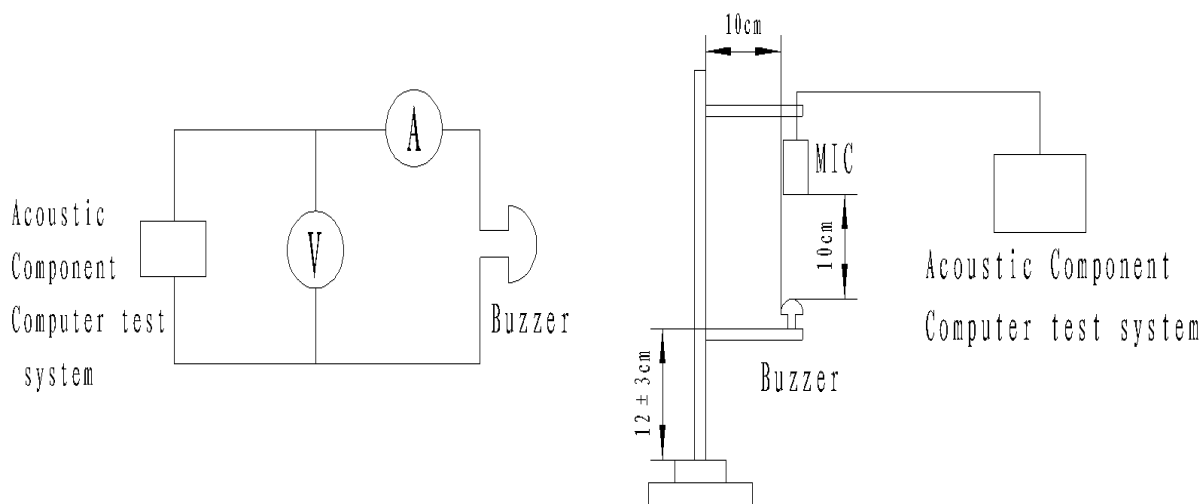 A
Acoustic
Component
Computer test
system
V
Buzzer
10cm
MIC
10cm
Acoustic Component
Computer test system
Buzzer
12±3cm